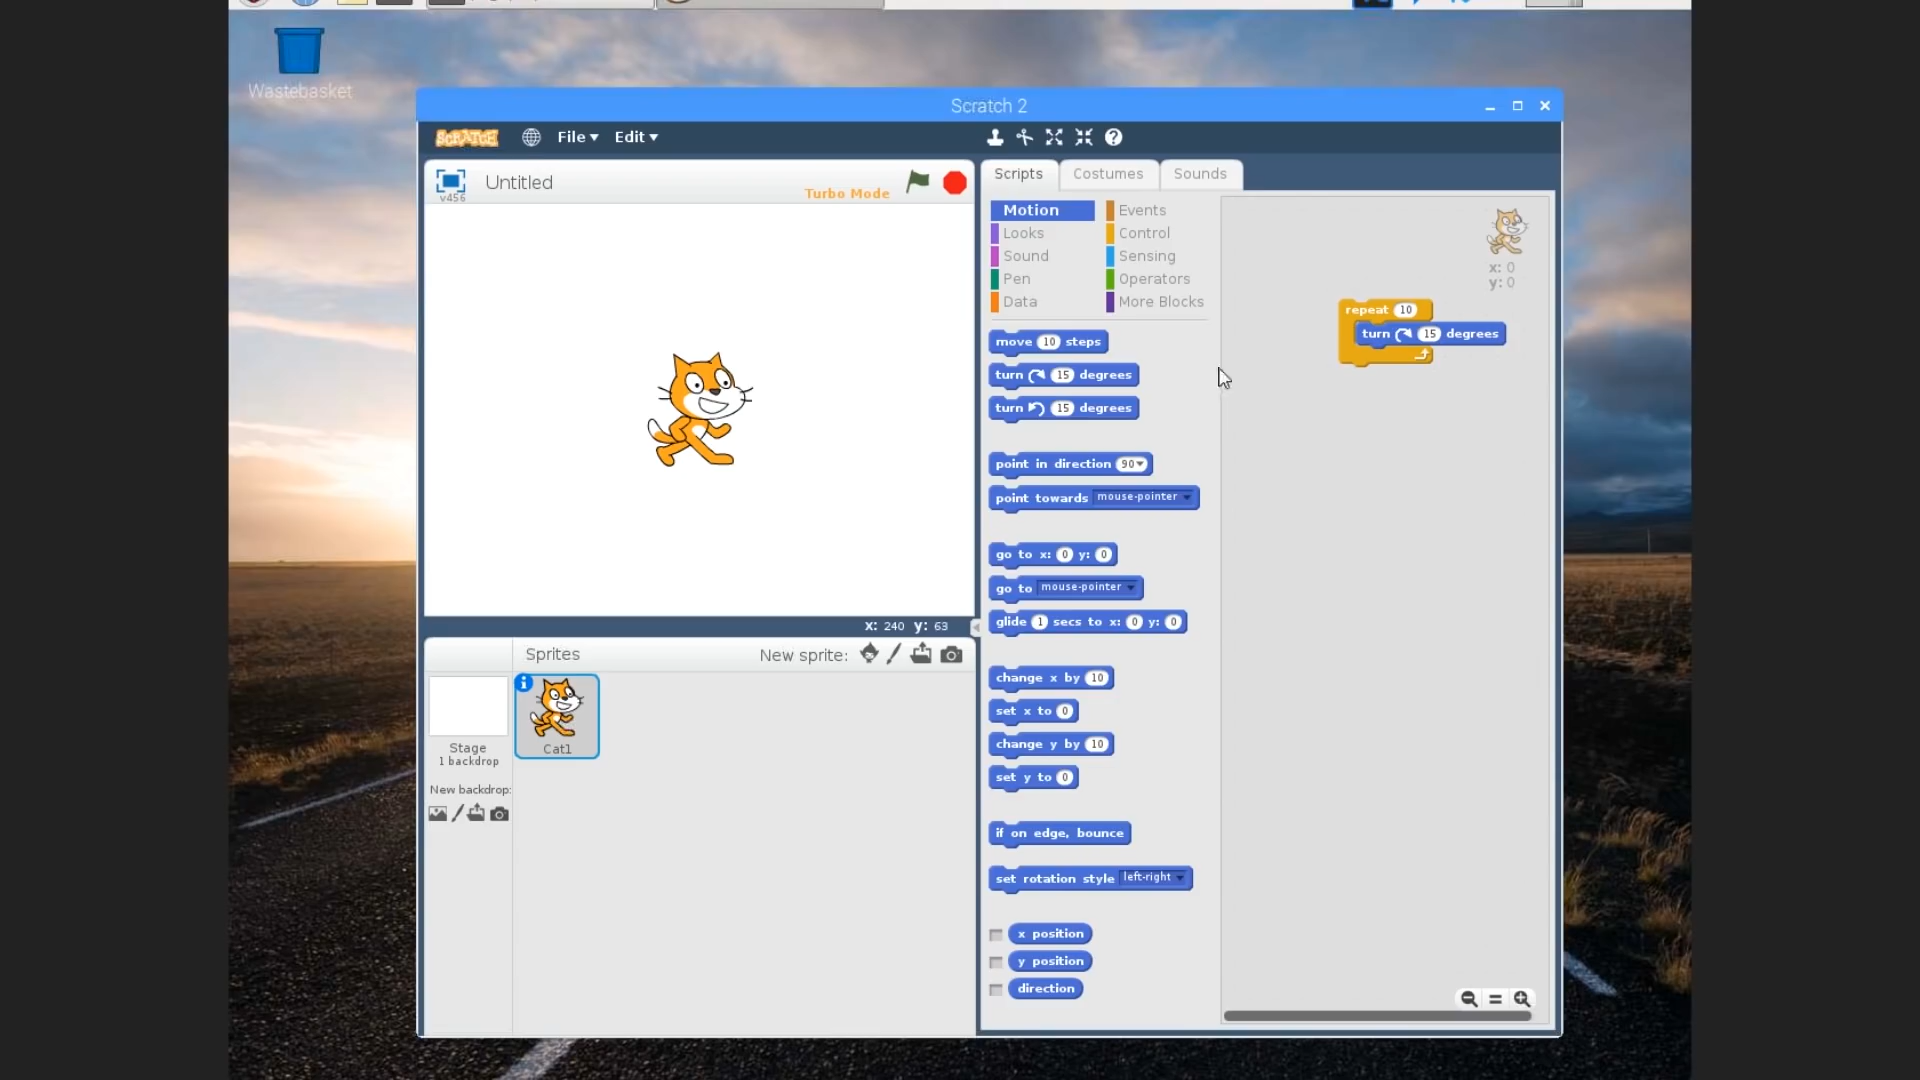 Wastebasket
Scratch 2
SCRATCH File Edit
v456 Untitled Turbo Mode
Scripts Costumes Sounds
Motion Events
Looks Control
Sound Sensing
Pen Operators
Data More Blocks
x: 0
y: 0
repeat 10
turn 15 degrees
move 10 steps
turn 15 degrees
turn 15 degrees
point in direction 90
point towards mouse-pointer
go to x: 0 y: 0
go to mouse-pointer
glide 1 secs to x: 0 y: 0
change x by 10
set x to 0
change y by 10
set y to 0
if on edge, bounce
set rotation style left-right
x position
y position
direction
x: 240 y: 63
Sprites New sprite:
Stage
1 backdrop
New backdrop:
Cat1